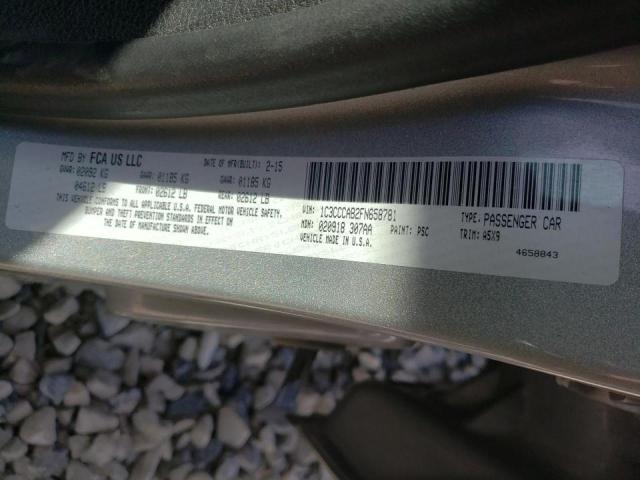 MFD BY FCA US LLC DATE OF MFR(BUILT): 2-15
GVWR: 02092 KG GAWR: 01185 KG GAWR: 01185 KG
04612 LB FRONT: 02612 LB REAR: 02612 LB
THIS VEHICLE CONFORMS TO ALL APPLICABLE U.S.A. FEDERAL MOTOR VEHICLE SAFETY,
BUMPER, AND THEFT PREVENTION STANDARDS IN EFFECT ON
THE DATE OF MANUFACTURE SHOWN ABOVE.
VIN: 1C3CCCAB2FN658781 TYPE: PASSENGER CAR
MDH: 020918 307AA PAINT: PSC TRIM: A5X9
VEHICLE MADE IN U.S.A.
4658843